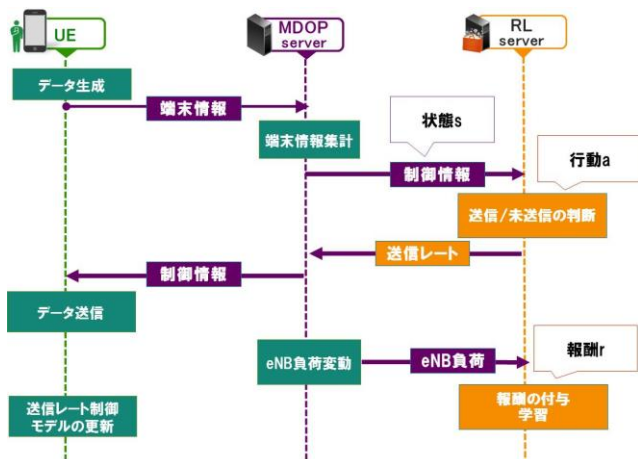 UE
MDOP
server
RL
server
データ生成
端末情報
端末情報集計
状態s
制御情報
行動a
送信/未送信の判断
送信レート
制御情報
データ送信
eNB負荷変動
eNB負荷
報酬r
報酬の付与
学習
送信レート制御
モデルの更新